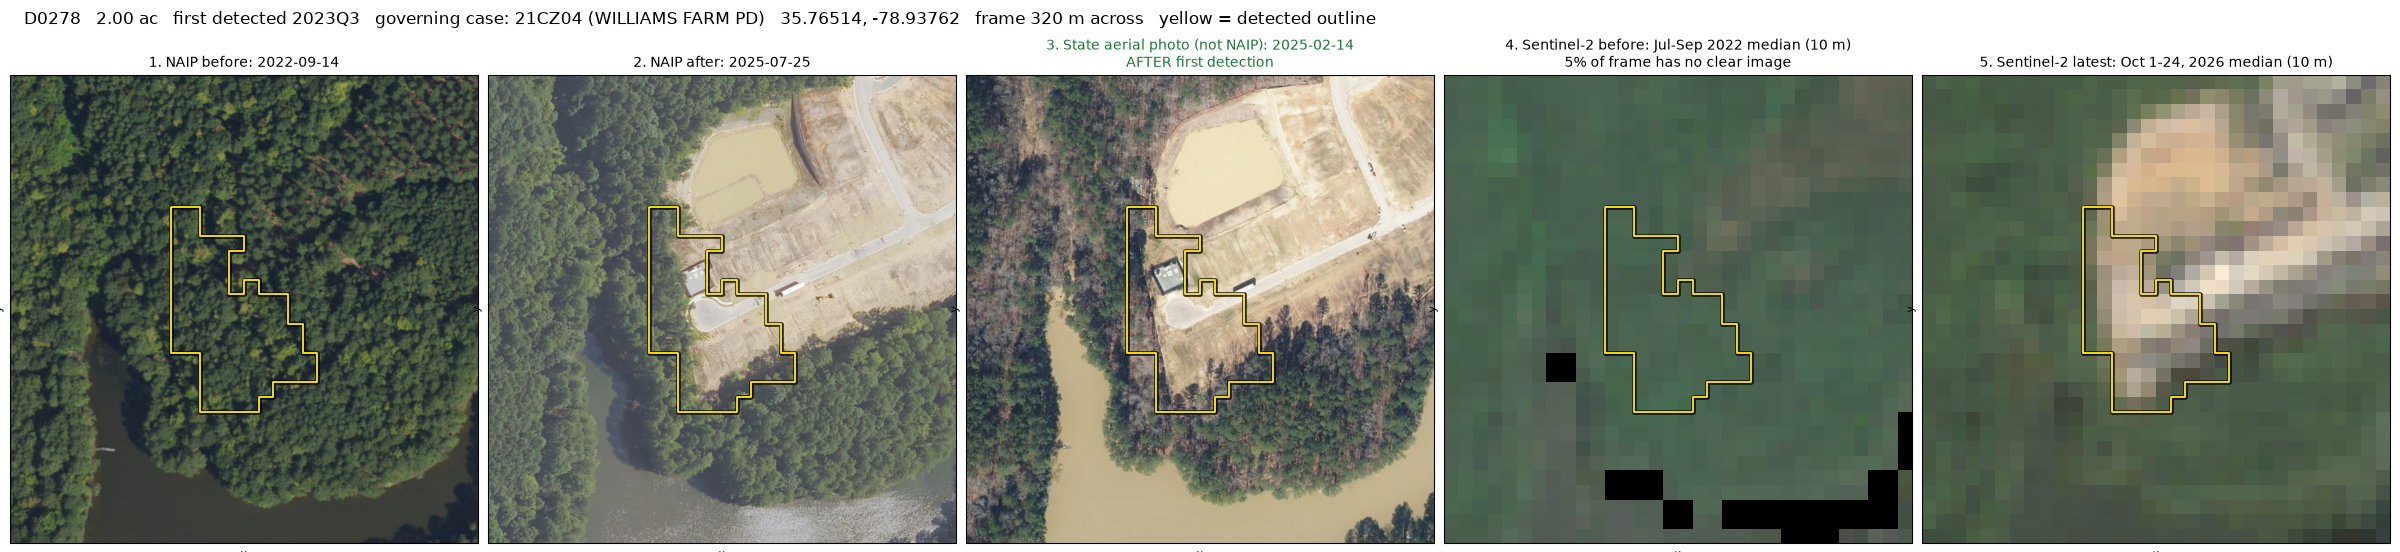 D0278 2.00 ac first detected 2023Q3 governing case: 21CZ04 (WILLIAMS FARM PD) 35.76514, -78.93762 frame 320 m across yellow = detected outline
1. NAIP before: 2022-09-14
2. NAIP after: 2025-07-25
3. State aerial photo (not NAIP): 2025-02-14
AFTER first detection
4. Sentinel-2 before: Jul-Sep 2022 median (10 m)
5% of frame has no clear image
5. Sentinel-2 latest: Oct 1-24, 2026 median (10 m)